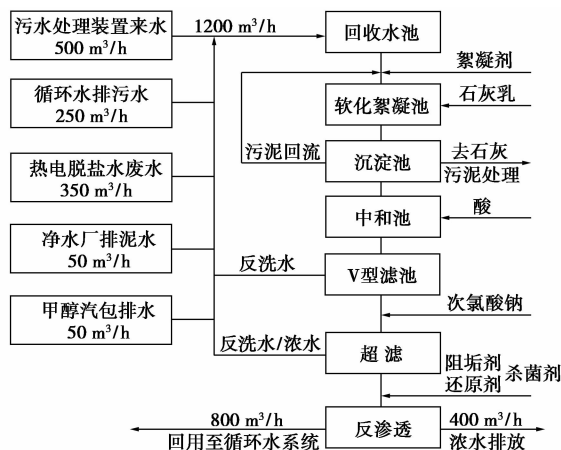 污水处理装置来水
500 m³/h
1200 m³/h
回收水池
絮凝剂
循环水排污水
250 m³/h
软化絮凝池
石灰乳
热电脱盐水废水
350 m³/h
污泥回流
沉淀池
去石灰
污泥处理
中和池
酸
净水厂排泥水
50 m³/h
反洗水
V型滤池
次氯酸钠
甲醇汽包排水
50 m³/h
反洗水/浓水
超 滤
阻垢剂
还原剂
杀菌剂
800 m³/h
回用至循环水系统
反渗透
400 m³/h
浓水排放